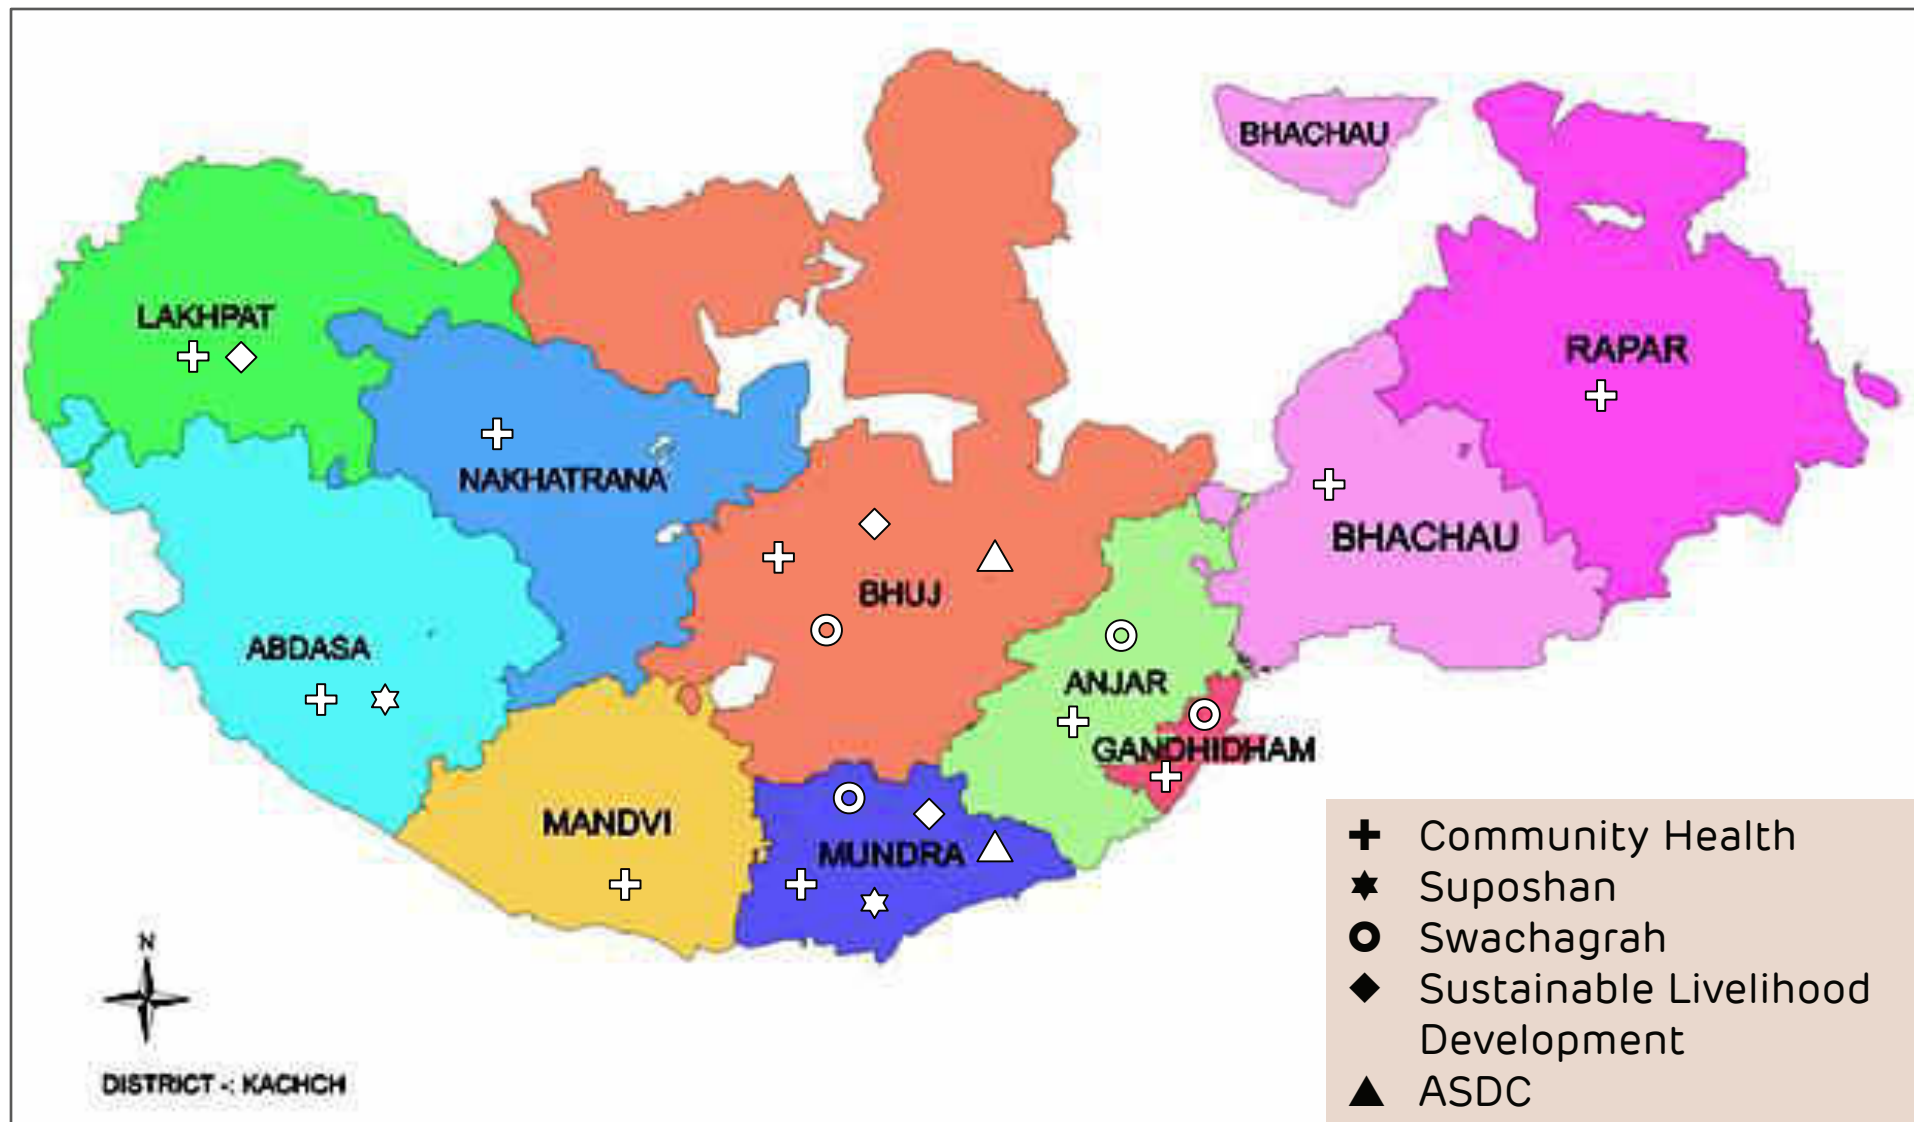 BHACHAU
LAKHPAT
RAPAR
NAKHATRANA
BHACHAU
BHUJ
ABDASA
ANJAR
GANDHIDHAM
MANDVI
MUNDRA
N
DISTRICT -: KACHCH
Community Health
Suposhan
Swachagrah
Sustainable Livelihood
Development
ASDC